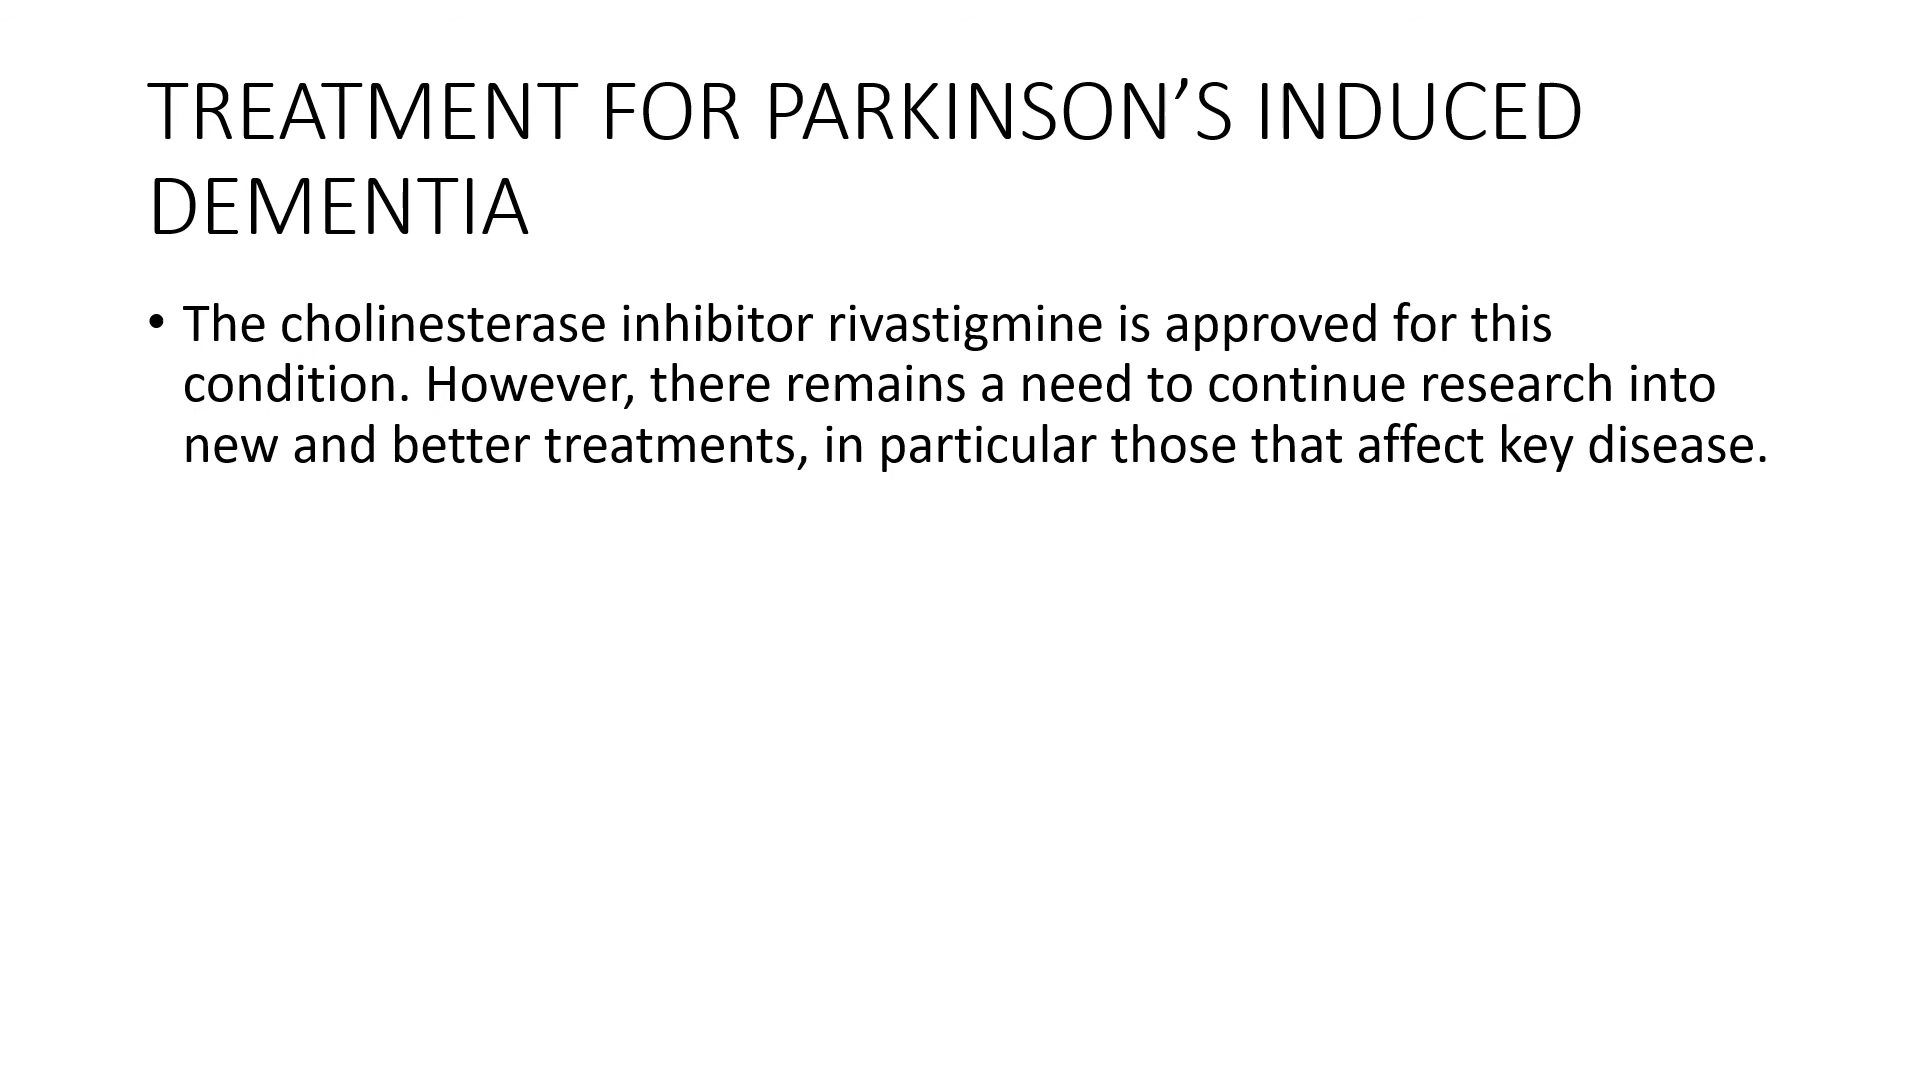 TREATMENT FOR PARKINSON’S INDUCED
DEMENTIA
• The cholinesterase inhibitor rivastigmine is approved for this
condition. However, there remains a need to continue research into
new and better treatments, in particular those that affect key disease.